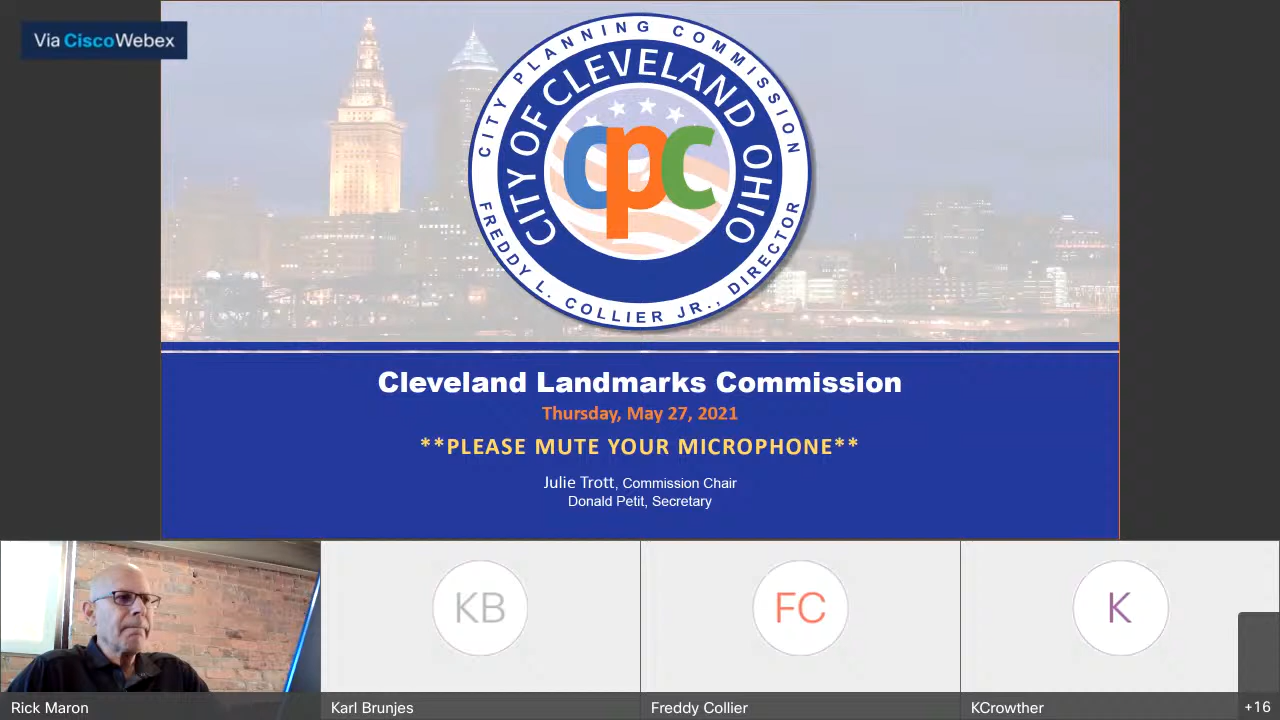 Via CiscoWebex
CITY PLANNING COMMISSION
CITY OF CLEVELAND OHIO
cpc
FREDDY L. COLLIER JR., DIRECTOR
Cleveland Landmarks Commission
Thursday, May 27, 2021
**PLEASE MUTE YOUR MICROPHONE**
Julie Trott, Commission Chair
Donald Petit, Secretary
KB
FC
K
Rick Maron
Karl Brunjes
Freddy Collier
KCrowther
+16